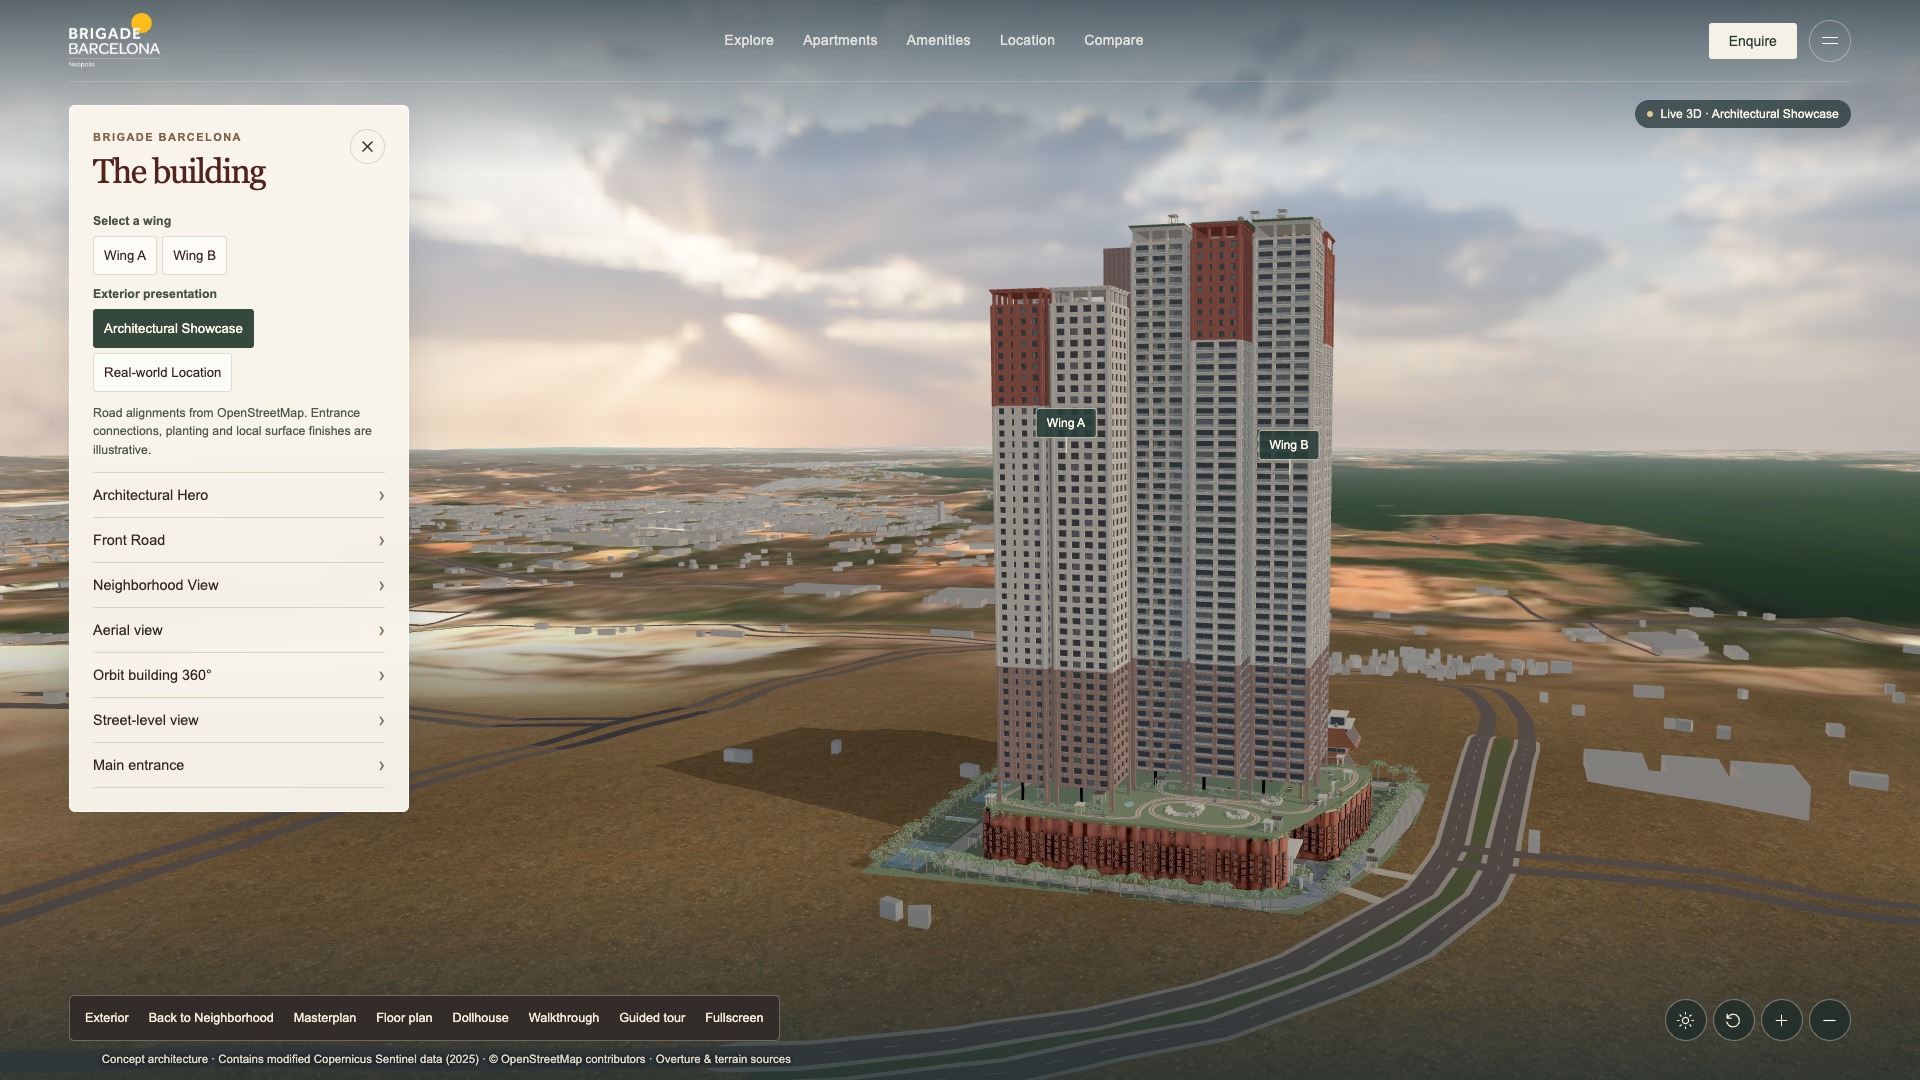 BRIGADE
BARCELONA
Neopolis
Explore
Apartments
Amenities
Location
Compare
Enquire
Live 3D · Architectural Showcase
BRIGADE BARCELONA
The building
Select a wing
Wing A
Wing B
Exterior presentation
Architectural Showcase
Real-world Location
Road alignments from OpenStreetMap. Entrance
connections, planting and local surface finishes are
illustrative.
Architectural Hero
Front Road
Neighborhood View
Aerial view
Orbit building 360°
Street-level view
Main entrance
Wing A
Wing B
Exterior
Back to Neighborhood
Masterplan
Floor plan
Dollhouse
Walkthrough
Guided tour
Fullscreen
Concept architecture · Contains modified Copernicus Sentinel data (2025) · © OpenStreetMap contributors · Overture & terrain sources